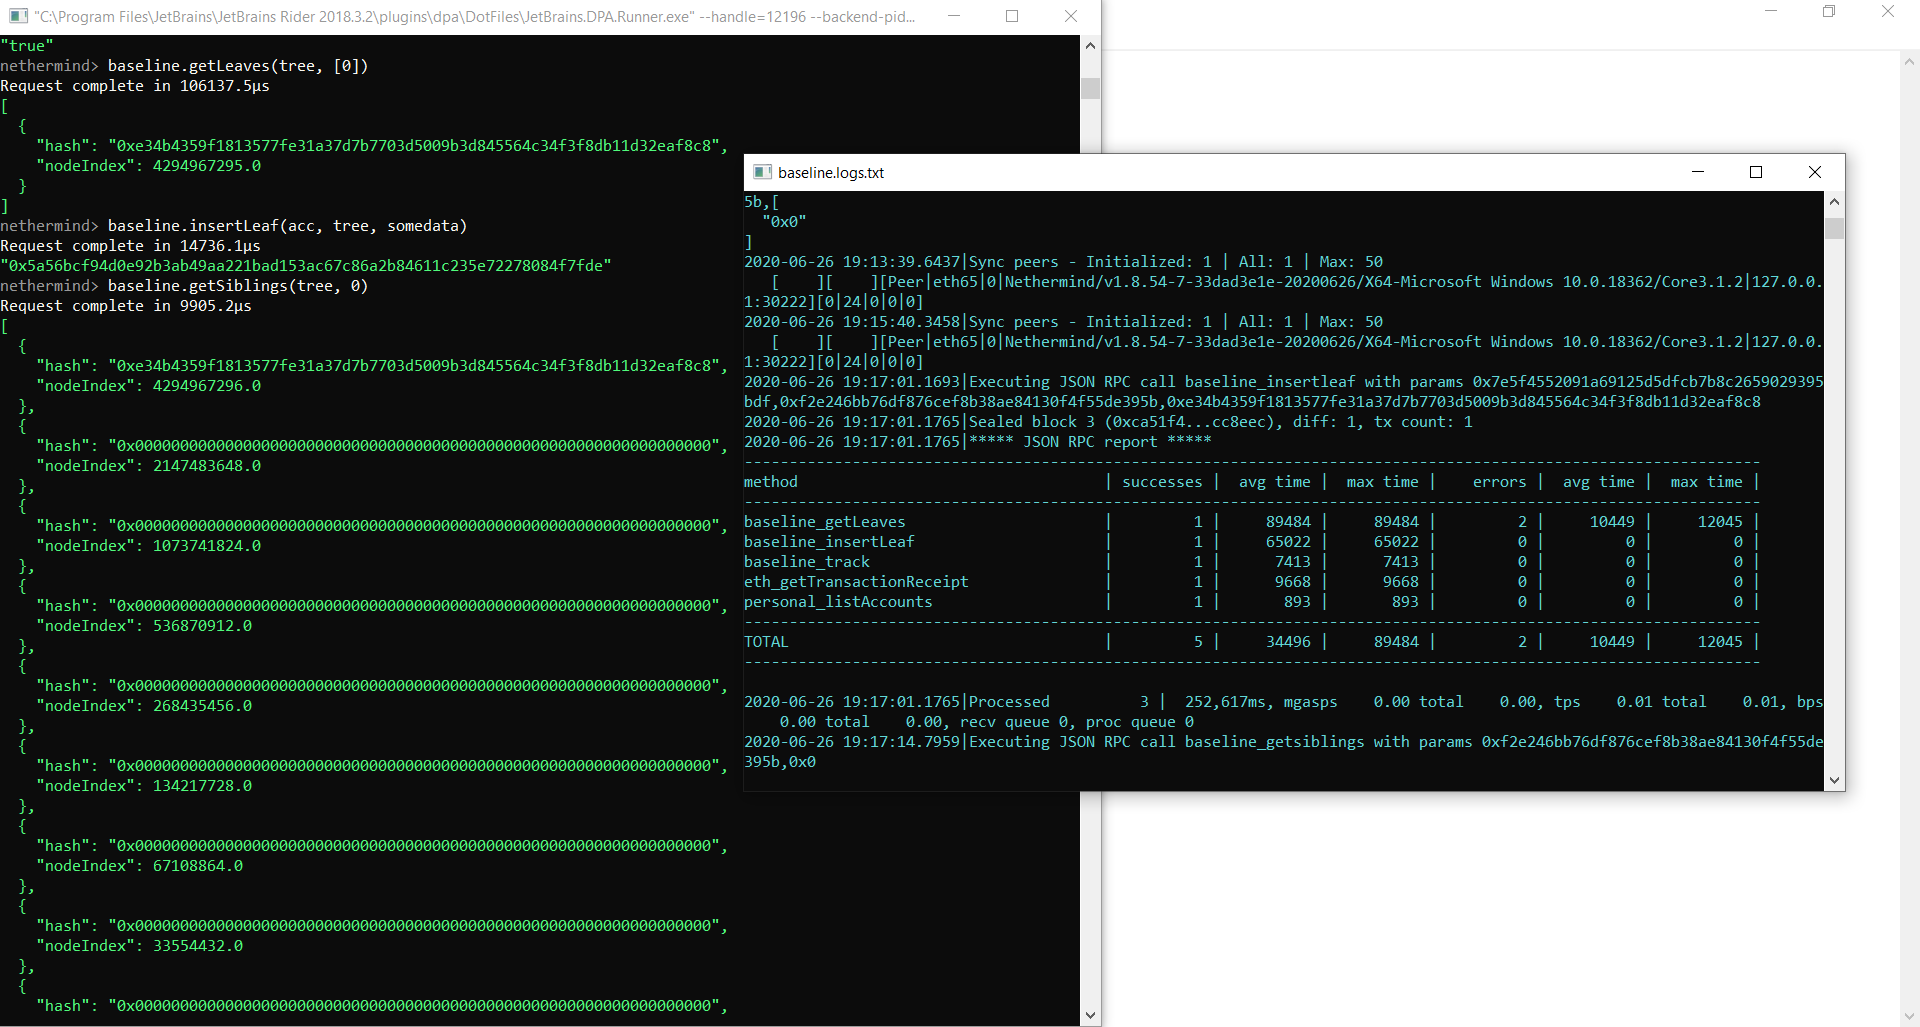 "C:\Program Files\JetBrains\JetBrains Rider 2018.3.2\plugins\dpa\DotFiles\JetBrains.DPA.Runner.exe" --handle=12196 --backend-pid...
"true"
nethermind> baseline.getLeaves(tree, [0])
Request complete in 106137.5µs
[
  {
    "hash": "0xe34b4359f1813577fe31a37d7b7703d5009b3d845564c34f3f8db11d32eaf8c8",
    "nodeIndex": 4294967295.0
  }
]
nethermind> baseline.insertLeaf(acc, tree, somedata)
Request complete in 14736.1µs
"0x5a56bcf94d0e92b3ab49aa221bad153ac67c86a2b84611c235e72278084f7fde"
nethermind> baseline.getSiblings(tree, 0)
Request complete in 9905.2µs
[
  {
    "hash": "0xe34b4359f1813577fe31a37d7b7703d5009b3d845564c34f3f8db11d32eaf8c8",
    "nodeIndex": 4294967296.0
  },
  {
    "hash": "0x0000000000000000000000000000000000000000000000000000000000000000",
    "nodeIndex": 2147483648.0
  },
  {
    "hash": "0x0000000000000000000000000000000000000000000000000000000000000000",
    "nodeIndex": 1073741824.0
  },
  {
    "hash": "0x0000000000000000000000000000000000000000000000000000000000000000",
    "nodeIndex": 536870912.0
  },
  {
    "hash": "0x0000000000000000000000000000000000000000000000000000000000000000",
    "nodeIndex": 268435456.0
  },
  {
    "hash": "0x0000000000000000000000000000000000000000000000000000000000000000",
    "nodeIndex": 134217728.0
  },
  {
    "hash": "0x0000000000000000000000000000000000000000000000000000000000000000",
    "nodeIndex": 67108864.0
  },
  {
    "hash": "0x0000000000000000000000000000000000000000000000000000000000000000",
    "nodeIndex": 33554432.0
  },
  {
    "hash": "0x0000000000000000000000000000000000000000000000000000000000000000",
baseline.logs.txt
5b,[
  "0x0"
]
2020-06-26 19:13:39.6437|Sync peers - Initialized: 1 | All: 1 | Max: 50
   [    ][    ][Peer|eth65|0|Nethermind/v1.8.54-7-33dad3e1e-20200626/X64-Microsoft Windows 10.0.18362/Core3.1.2|127.0.0.
1:30222][0|24|0|0|0]
2020-06-26 19:15:40.3458|Sync peers - Initialized: 1 | All: 1 | Max: 50
   [    ][    ][Peer|eth65|0|Nethermind/v1.8.54-7-33dad3e1e-20200626/X64-Microsoft Windows 10.0.18362/Core3.1.2|127.0.0.
1:30222][0|24|0|0|0]
2020-06-26 19:17:01.1693|Executing JSON RPC call baseline_insertleaf with params 0x7e5f4552091a69125d5dfcb7b8c2659029395
bdf,0xf2e246bb76df876cef8b38ae84130f4f55de395b,0xe34b4359f1813577fe31a37d7b7703d5009b3d845564c34f3f8db11d32eaf8c8
2020-06-26 19:17:01.1765|Sealed block 3 (0xca51f4...cc8eec), diff: 1, tx count: 1
2020-06-26 19:17:01.1765|***** JSON RPC report *****
-----------------------------------------------------------------------------------------------------------------
method                                  | successes |  avg time |  max time |    errors |  avg time |  max time |
-----------------------------------------------------------------------------------------------------------------
baseline_getLeaves                      |         1 |     89484 |     89484 |         2 |     10449 |     12045 |
baseline_insertLeaf                     |         1 |     65022 |     65022 |         0 |         0 |         0 |
baseline_track                          |         1 |      7413 |      7413 |         0 |         0 |         0 |
eth_getTransactionReceipt               |         1 |      9668 |      9668 |         0 |         0 |         0 |
personal_listAccounts                   |         1 |       893 |       893 |         0 |         0 |         0 |
-----------------------------------------------------------------------------------------------------------------
TOTAL                                   |         5 |     34496 |     89484 |         2 |     10449 |     12045 |
-----------------------------------------------------------------------------------------------------------------
2020-06-26 19:17:01.1765|Processed          3 |  252,617ms, mgasps    0.00 total    0.00, tps    0.01 total    0.01, bps
    0.00 total    0.00, recv queue 0, proc queue 0
2020-06-26 19:17:14.7959|Executing JSON RPC call baseline_getsiblings with params 0xf2e246bb76df876cef8b38ae84130f4f55de
395b,0x0